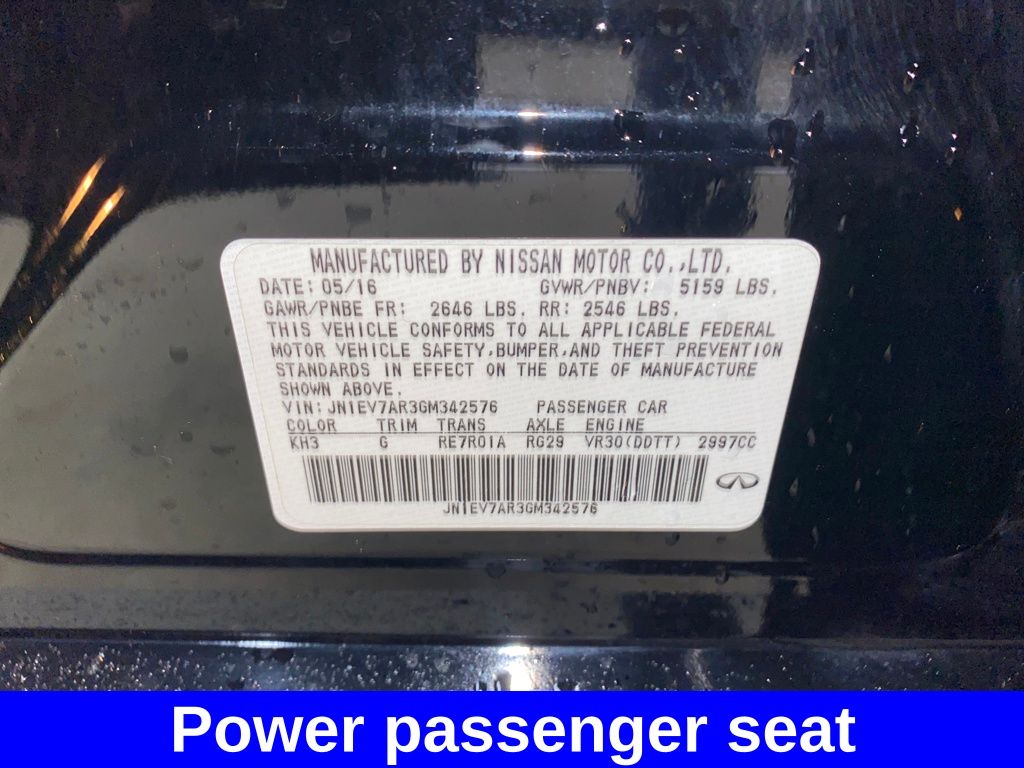 MANUFACTURED BY NISSAN MOTOR CO.,LTD.
DATE: 05/16 GVWR/PNBV: 5159 LBS.
GAWR/PNBE FR: 2646 LBS. RR: 2546 LBS.
THIS VEHICLE CONFORMS TO ALL APPLICABLE FEDERAL
MOTOR VEHICLE SAFETY,BUMPER,AND THEFT PREVENTION
STANDARDS IN EFFECT ON THE DATE OF MANUFACTURE
SHOWN ABOVE.
VIN:JN1EV7AR3GM342576 PASSENGER CAR
COLOR TRIM TRANS AXLE ENGINE
KH3 G RE7R01A RG29 VR30(DDTT) 2997CC
JN1EV7AR3GM342576
Power passenger seat